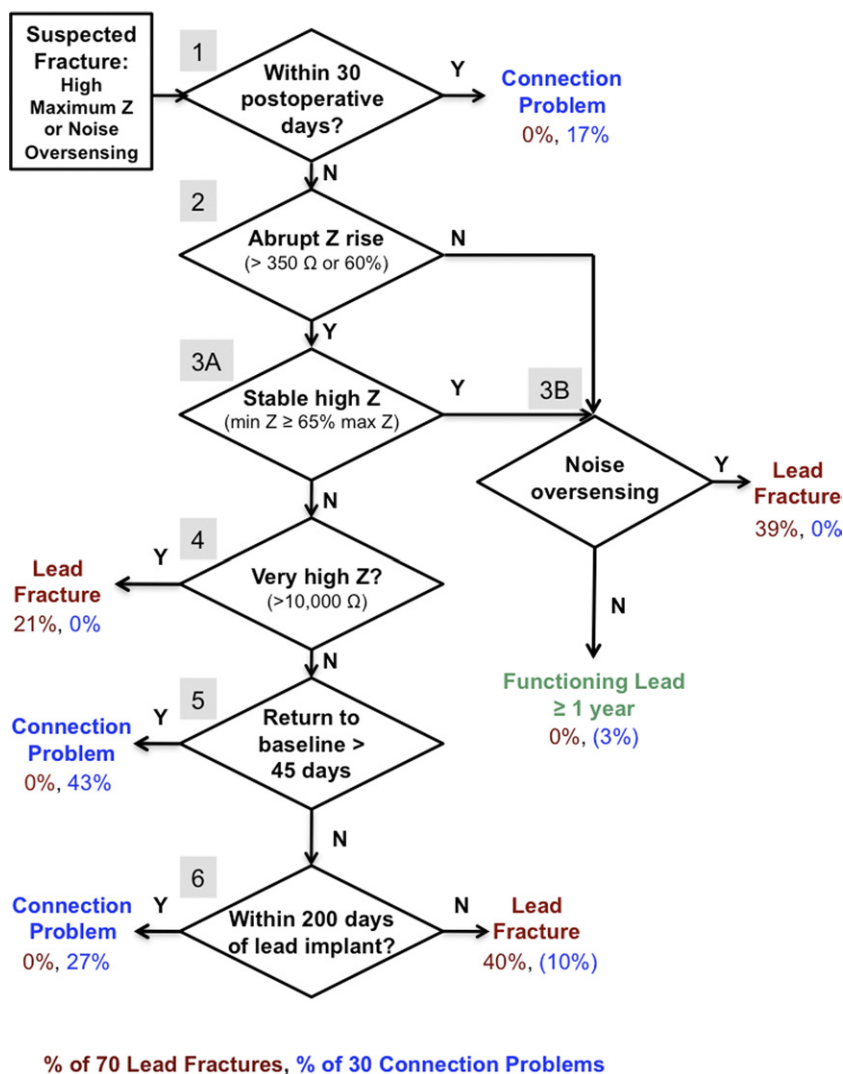 Suspected
Fracture:
High
Maximum Z
or Noise
Oversensing
1
Within 30
postoperative
days?
Y
Connection
Problem
0%, 17%
N
2
Abrupt Z rise
(> 350 Ω or 60%)
N
Y
3A
Stable high Z
(min Z ≥ 65% max Z)
Y
3B
Noise
oversensing
Y
Lead
Fracture
39%, 0%
N
Functioning Lead
≥ 1 year
0%, (3%)
N
4
Very high Z?
(>10,000 Ω)
Y
Lead
Fracture
21%, 0%
N
5
Return to
baseline >
45 days
Y
Connection
Problem
0%, 43%
N
6
Within 200 days
of lead implant?
Y
Connection
Problem
0%, 27%
N
Lead
Fracture
40%, (10%)
% of 70 Lead Fractures, % of 30 Connection Problems